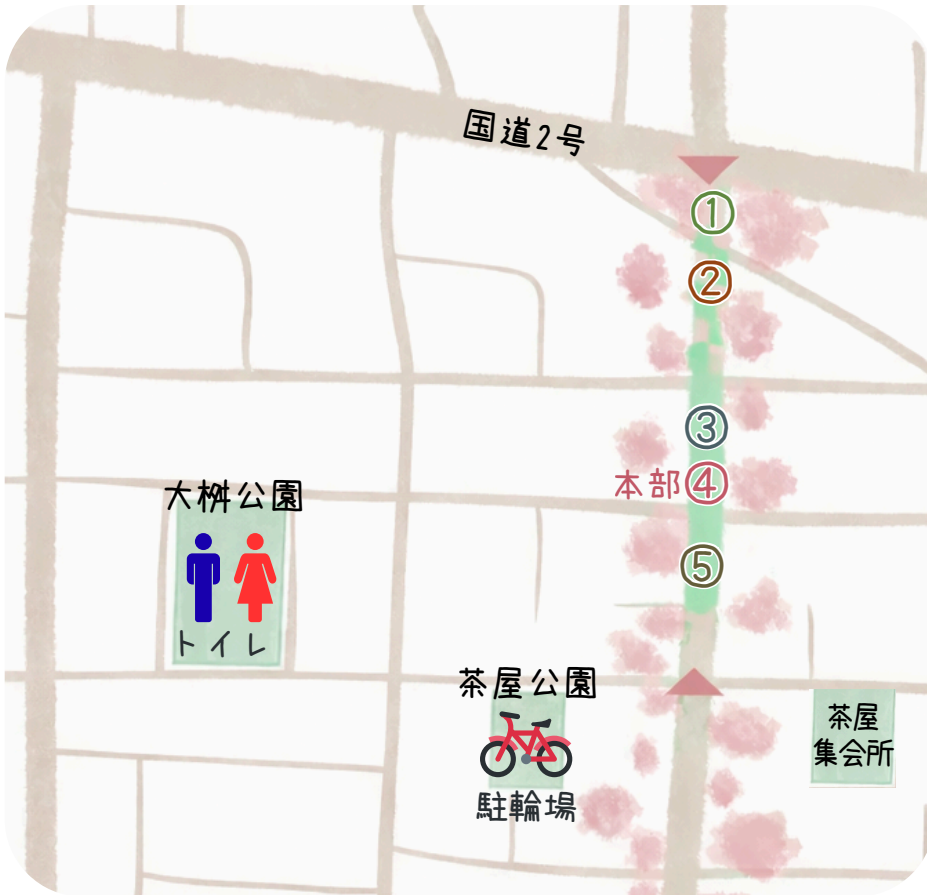 国道2号
①
②
③
本部④
大桝公園
⑤
トイレ
茶屋公園
茶屋
集会所
駐輪場